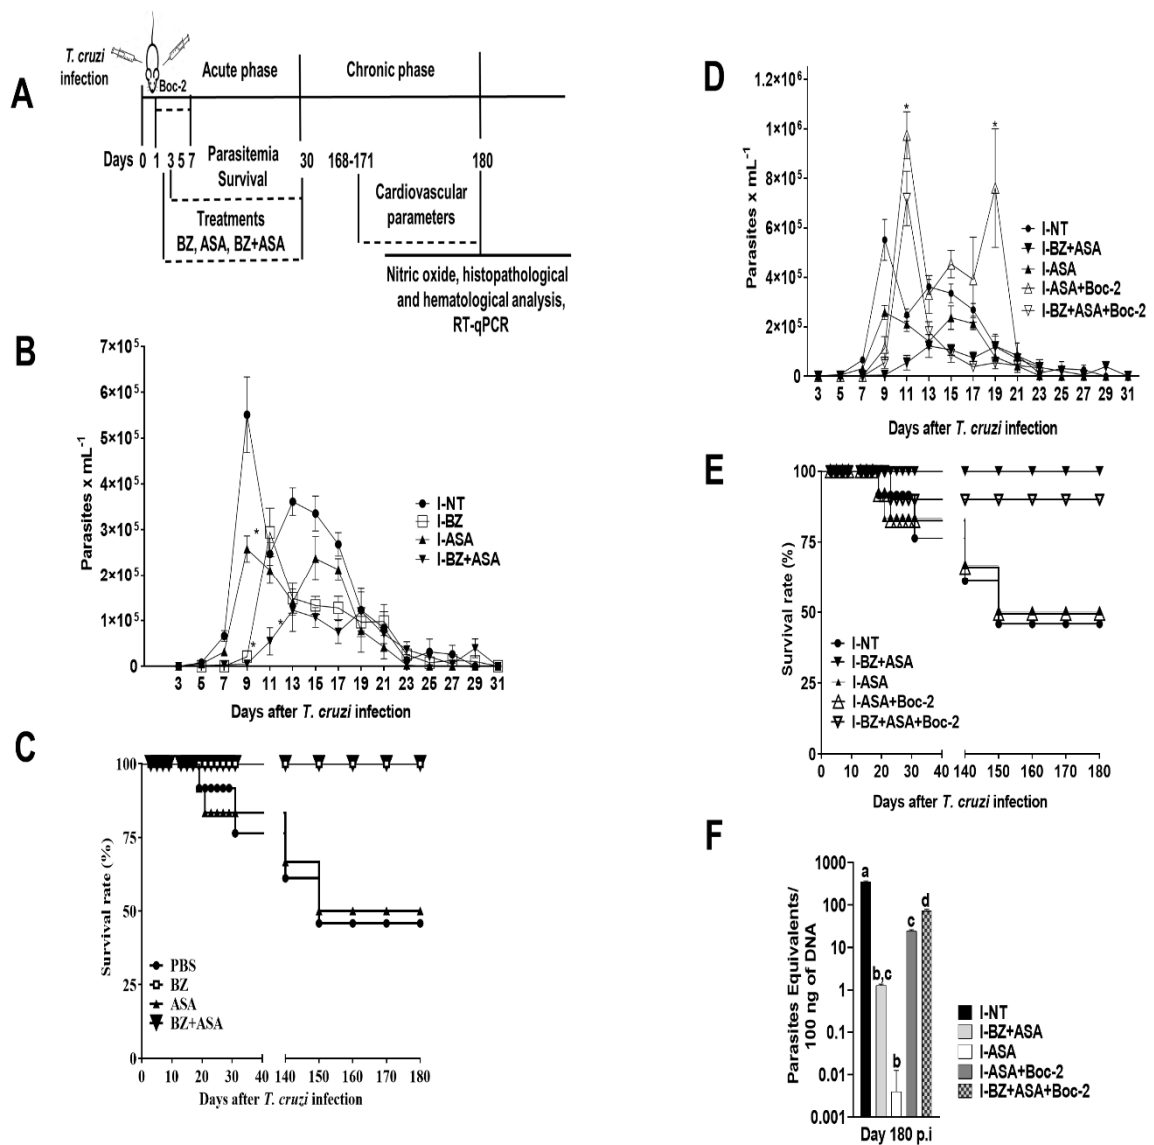 A
T. cruzi
infection
Boc-2
Acute phase
Chronic phase
Days 0 1 3 5 7 30 168-171 180
Parasitemia
Survival
Treatments
BZ, ASA, BZ+ASA
Cardiovascular
parameters
Nitric oxide, histopathological
and hematological analysis,
RT-qPCR
B
Parasites x mL⁻¹
7×10⁵
6×10⁵
5×10⁵
4×10⁵
3×10⁵
2×10⁵
1×10⁵
0
* * *
I-NT
I-BZ
I-ASA
I-BZ+ASA
3 5 7 9 11 13 15 17 19 21 23 25 27 29 31
Days after T. cruzi infection
C
Survival rate (%)
100
75
50
25
0
PBS
BZ
ASA
BZ+ASA
0 10 20 30 40 140 150 160 170 180
Days after T. cruzi infection
D
Parasites x mL⁻¹
1.2×10⁶
1×10⁶
8×10⁵
6×10⁵
4×10⁵
2×10⁵
0
* *
I-NT
I-BZ+ASA
I-ASA
I-ASA+Boc-2
I-BZ+ASA+Boc-2
3 5 7 9 11 13 15 17 19 21 23 25 27 29 31
Days after T. cruzi infection
E
Survival rate (%)
100
75
50
25
0
I-NT
I-BZ+ASA
I-ASA
I-ASA+Boc-2
I-BZ+ASA+Boc-2
0 10 20 30 40 140 150 160 170 180
Days after T. cruzi infection
F
Parasites Equivalents/
100 ng of DNA
1000
100
10
1
0.1
0.01
0.001
a
b,c
b
c
d
I-NT
I-BZ+ASA
I-ASA
I-ASA+Boc-2
I-BZ+ASA+Boc-2
Day 180 p.i